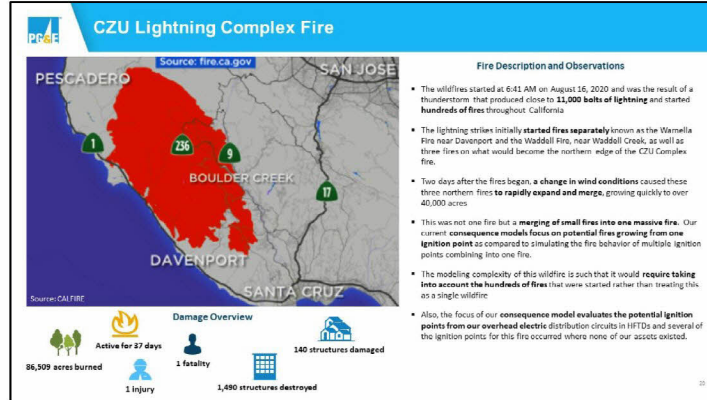 PG&E
CZU Lightning Complex Fire
Source: fire.ca.gov
PESCADERO
SAN JOSE
1
236
9
BOULDER CREEK
17
DAVENPORT
SANTA CRUZ
Source: CALFIRE
Damage Overview
86,509 acres burned
Active for 37 days
1 injury
1 fatality
1,490 structures destroyed
140 structures damaged
Fire Description and Observations
▪ The wildfires started at 6:41 AM on August 16, 2020 and was the result of a
thunderstorm that produced close to 11,000 bolts of lightning and started
hundreds of fires throughout California
▪ The lightning strikes initially started fires separately known as the Warnella
Fire near Davenport and the Waddell Fire, near Waddell Creek, as well as
three fires on what would become the northern edge of the CZU Complex
fire.
▪ Two days after the fires began, a change in wind conditions caused these
three northern fires to rapidly expand and merge, growing quickly to over
40,000 acres
▪ This was not one fire but a merging of small fires into one massive fire. Our
current consequence models focus on potential fires growing from one
ignition point as compared to simulating the fire behavior of multiple ignition
points combining into one fire.
▪ The modeling complexity of this wildfire is such that it would require taking
into account the hundreds of fires that were started rather than treating this
as a single wildfire
▪ Also, the focus of our consequence model evaluates the potential ignition
points from our overhead electric distribution circuits in HFTDs and several of
the ignition points for this fire occurred where none of our assets existed.